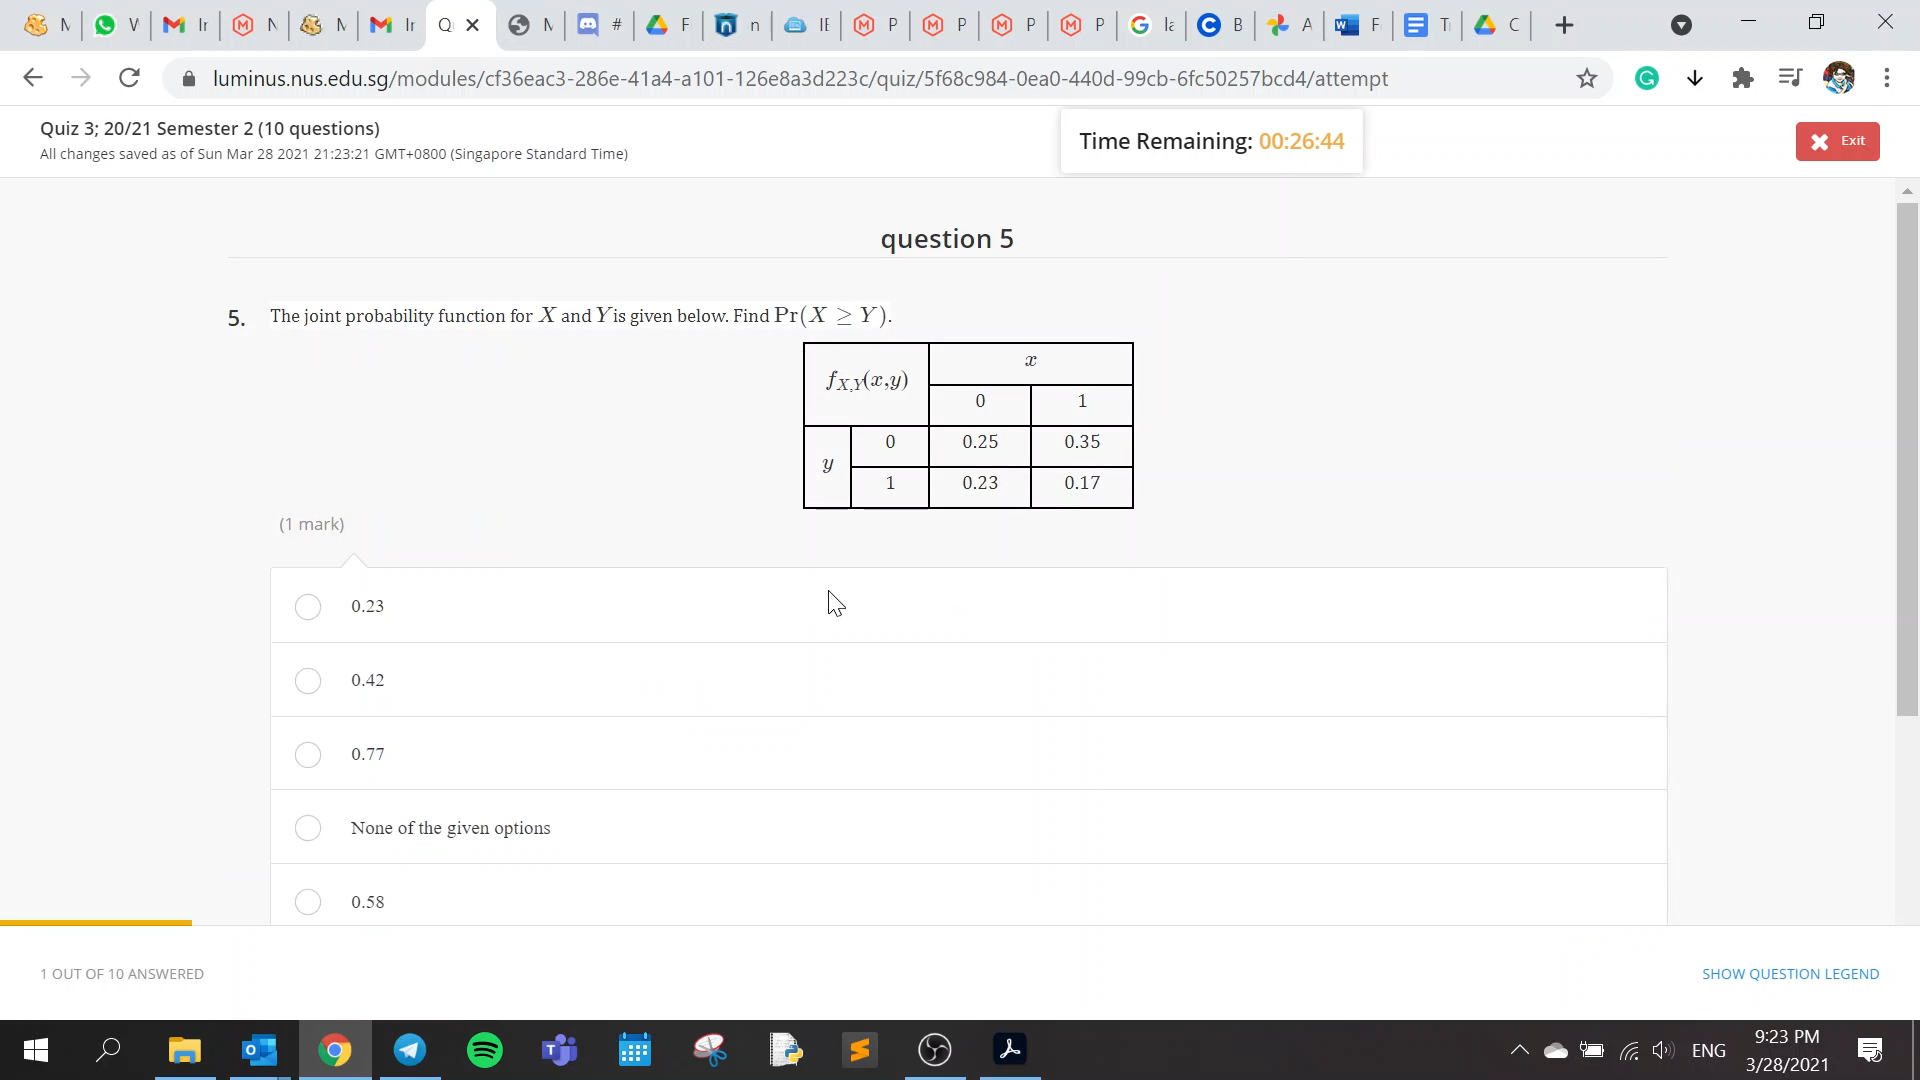 M
V
Ir
N
M
Ir
Q
M
#
F
n
IE
P
P
P
P
la
B
A
F
T
C
luminus.nus.edu.sg/modules/cf36eac3-286e-41a4-a101-126e8a3d223c/quiz/5f68c984-0ea0-440d-99cb-6fc50257bcd4/attempt
Quiz 3; 20/21 Semester 2 (10 questions)
All changes saved as of Sun Mar 28 2021 21:23:21 GMT+0800 (Singapore Standard Time)
Time Remaining: 00:26:44
Exit
question 5
5. The joint probability function for X and Y is given below. Find Pr(X ≥ Y).
f_{X,Y}(x,y) x
0 1
y 0 0.25 0.35
1 0.23 0.17
(1 mark)
0.23
0.42
0.77
None of the given options
0.58
1 OUT OF 10 ANSWERED
SHOW QUESTION LEGEND
ENG
9:23 PM
3/28/2021